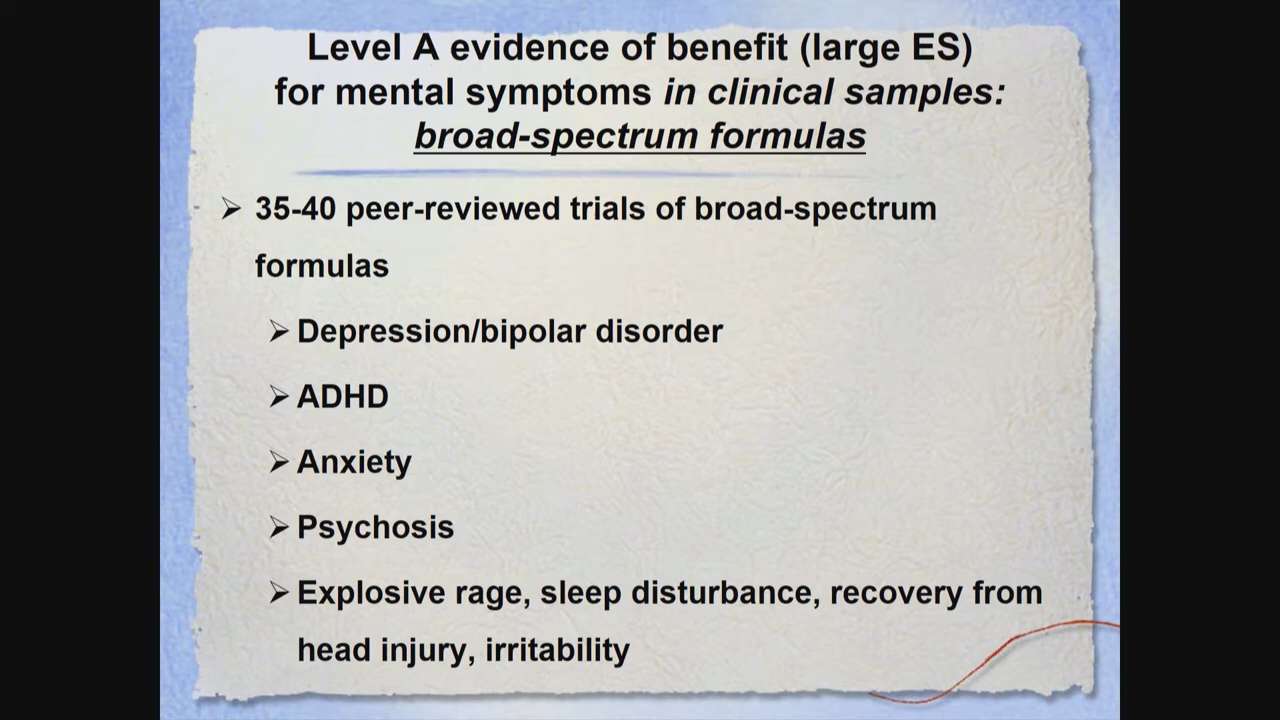 Level A evidence of benefit (large ES)
for mental symptoms in clinical samples:
broad-spectrum formulas
➢ 35-40 peer-reviewed trials of broad-spectrum
formulas
➢ Depression/bipolar disorder
➢ ADHD
➢ Anxiety
➢ Psychosis
➢ Explosive rage, sleep disturbance, recovery from
head injury, irritability